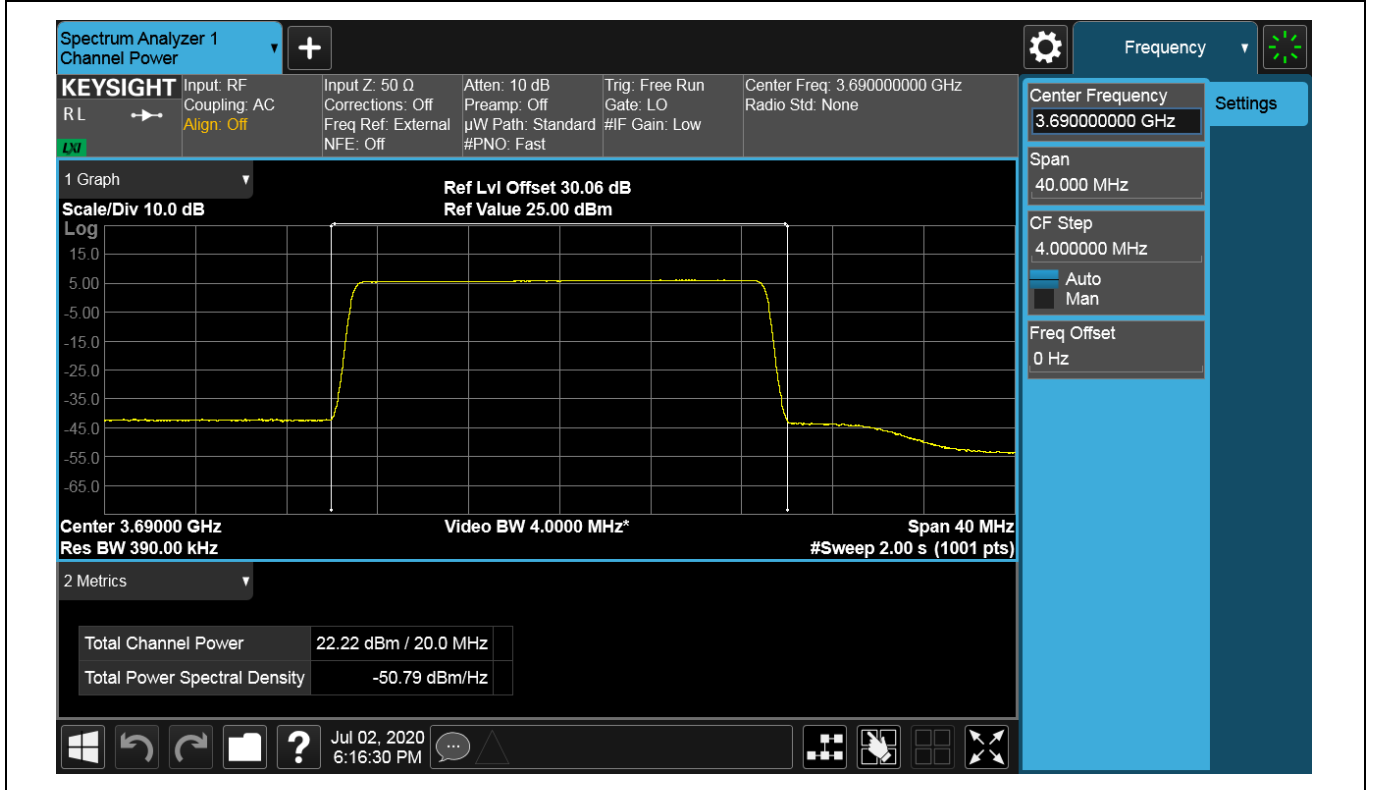 Spectrum Analyzer 1
Channel Power
Frequency
KEYSIGHT
R L
LXI
Input: RF
Coupling: AC
Align: Off
Input Z: 50 Ω
Corrections: Off
Freq Ref: External
NFE: Off
Atten: 10 dB
Preamp: Off
µW Path: Standard
#PNO: Fast
Trig: Free Run
Gate: LO
#IF Gain: Low
Center Freq: 3.690000000 GHz
Radio Std: None
Center Frequency
3.690000000 GHz
Settings
Span
40.000 MHz
CF Step
4.000000 MHz
Auto
Man
Freq Offset
0 Hz
1 Graph
Scale/Div 10.0 dB
Ref Lvl Offset 30.06 dB
Ref Value 25.00 dBm
Log
15.0
5.00
-5.00
-15.0
-25.0
-35.0
-45.0
-55.0
-65.0
Center 3.69000 GHz
Video BW 4.0000 MHz*
Span 40 MHz
Res BW 390.00 kHz
#Sweep 2.00 s (1001 pts)
2 Metrics
Total Channel Power 22.22 dBm / 20.0 MHz
Total Power Spectral Density -50.79 dBm/Hz
Jul 02, 2020
6:16:30 PM